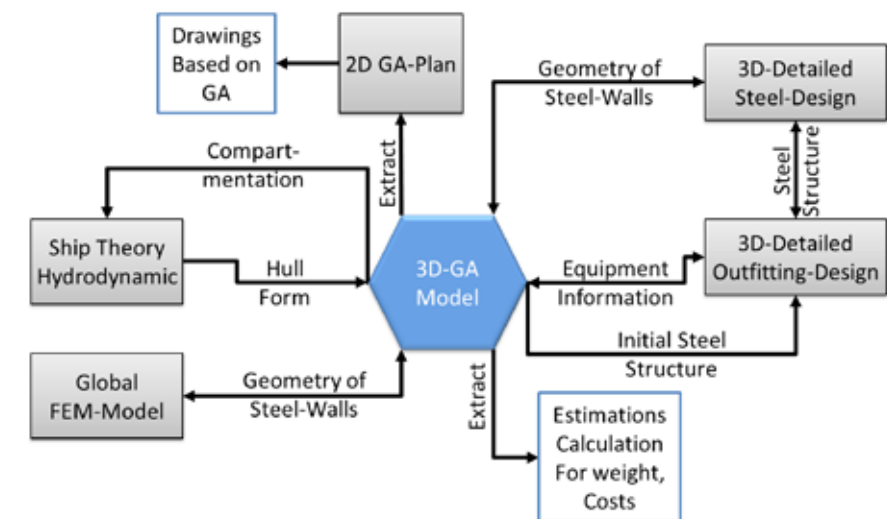 Drawings
Based on
GA
2D GA-Plan
Geometry of
Steel-Walls
3D-Detailed
Steel-Design
Compart-
mentation
Extract
Steel
Structure
Ship Theory
Hydrodynamic
Hull
Form
3D-GA
Model
Equipment
Information
3D-Detailed
Outfitting-Design
Initial Steel
Structure
Global
FEM-Model
Geometry of
Steel-Walls
Extract
Estimations
Calculation
For weight,
Costs